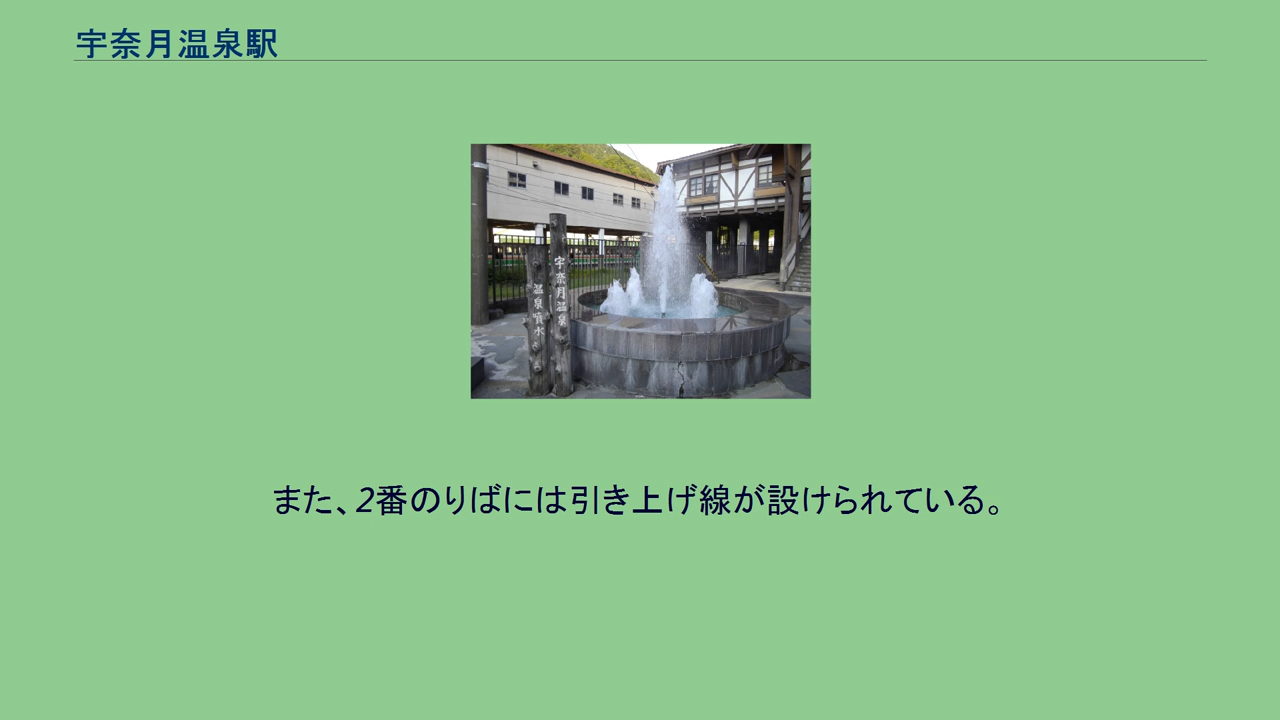 宇奈月温泉駅
宇奈月温泉
温泉噴水
また、2番のりばには引き上げ線が設けられている。